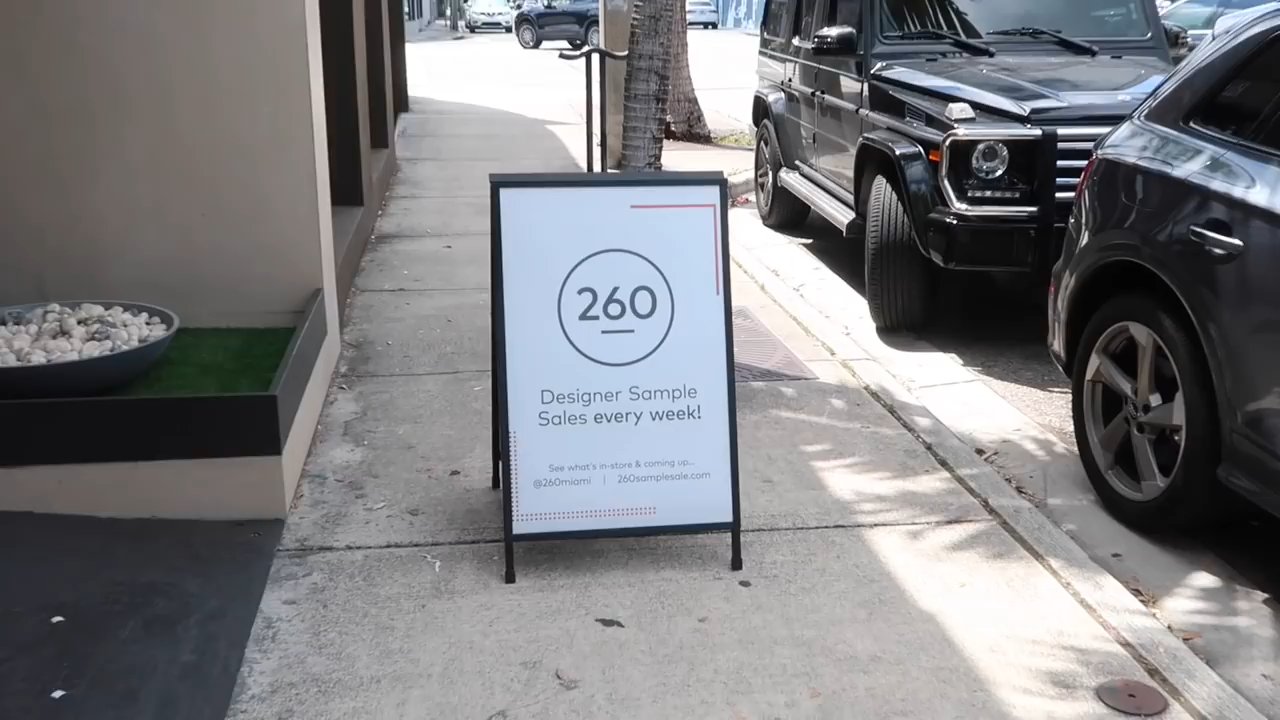 260
Designer Sample
Sales every week!
See what's in-store & coming up...
@260miami | 260samplesale.com